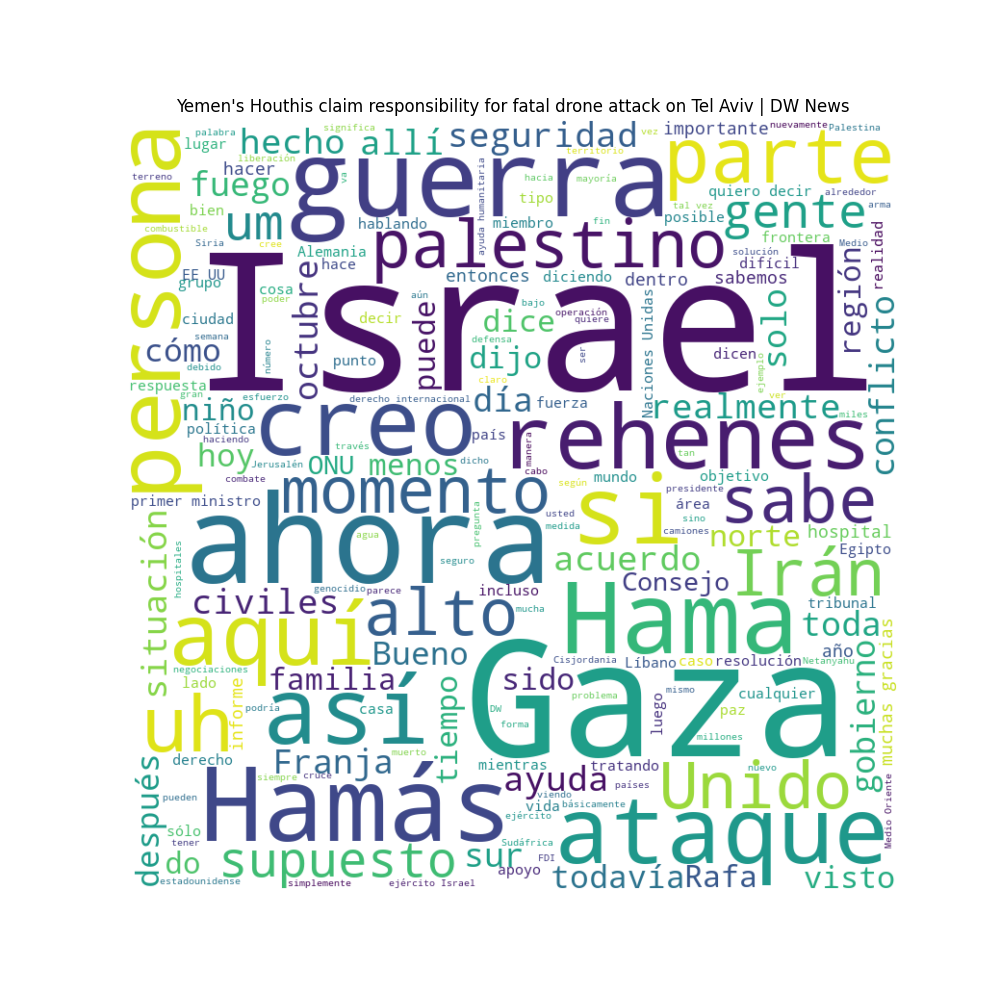 Yemen's Houthis claim responsibility for fatal drone attack on Tel Aviv | DW News
palabra
significa
vez
nuevamente
Palestina
lugar
hecho
allí
seguridad
importante
parte
persona
liberación
territorio
terreno
hacer
va
guerra
ayuda humanitaria
hacia
mayoría
fuego
tipo
quiero decir
alrededor
bien
um
hablando
miembro
tal vez
posible
gente
arma
combustible
fin
Siria
cree
Alemania
palestino
solución
frontera
Medio
realidad
EE UU
grupo
hace
entonces
diciendo
dentro
difícil
sabemos
región
cosa
poder
Israel
octubre
aún
bajo
operación
quiere
Naciones Unidas
solo
ciudad
decir
puede
dice
defensa
ser
conflicto
cómo
semana
debido
número
punto
dijo
dicen
ejemplo
respuesta
gran
esfuerzo
claro
ver
niño
derecho internacional
día
fuerza
realmente
miles
política
creo
rehenes
haciendo
hoy
través
país
manera
tan
Jerusalén
ONU
menos
dicho
cabo
mundo
objetivo
presidente
combate
según
primer ministro
momento
si
área
sino
sabe
situación
ahora
agua
pregunta
usted
medida
camiones
norte
hospital
hospitales
seguro
acuerdo
Egipto
Irán
genocidio
parece
incluso
Consejo
civiles
alto
mucha
Hama
tribunal
toda
aquí
Bueno
Cisjordania
Líbano
caso
resolución
año
Netanyahu
muchas gracias
negociaciones
lado
familia
sido
Gaza
problema
mismo
cualquier
gobierno
uh
informe
podría
así
casa
tiempo
DW
forma
luego
paz
millones
derecho
Franja
muerto
mientras
tratando
después
siempre
cruce
ayuda
países
Unido
nuevo
Medio Oriente
pueden
Hamás
viendo
vida
básicamente
ejército
ataque
sólo
tener
do
supuesto
sur
Sudáfrica
FDI
apoyo
estadounidense
simplemente
ejército Israel
todavía
Rafa
visto